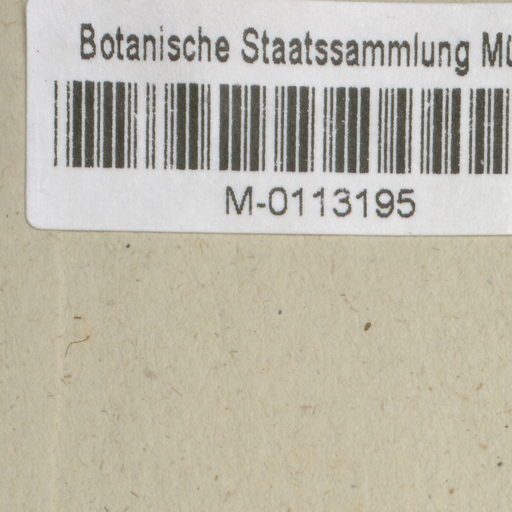 Botanische Staatssammlung Mü
M-0113195